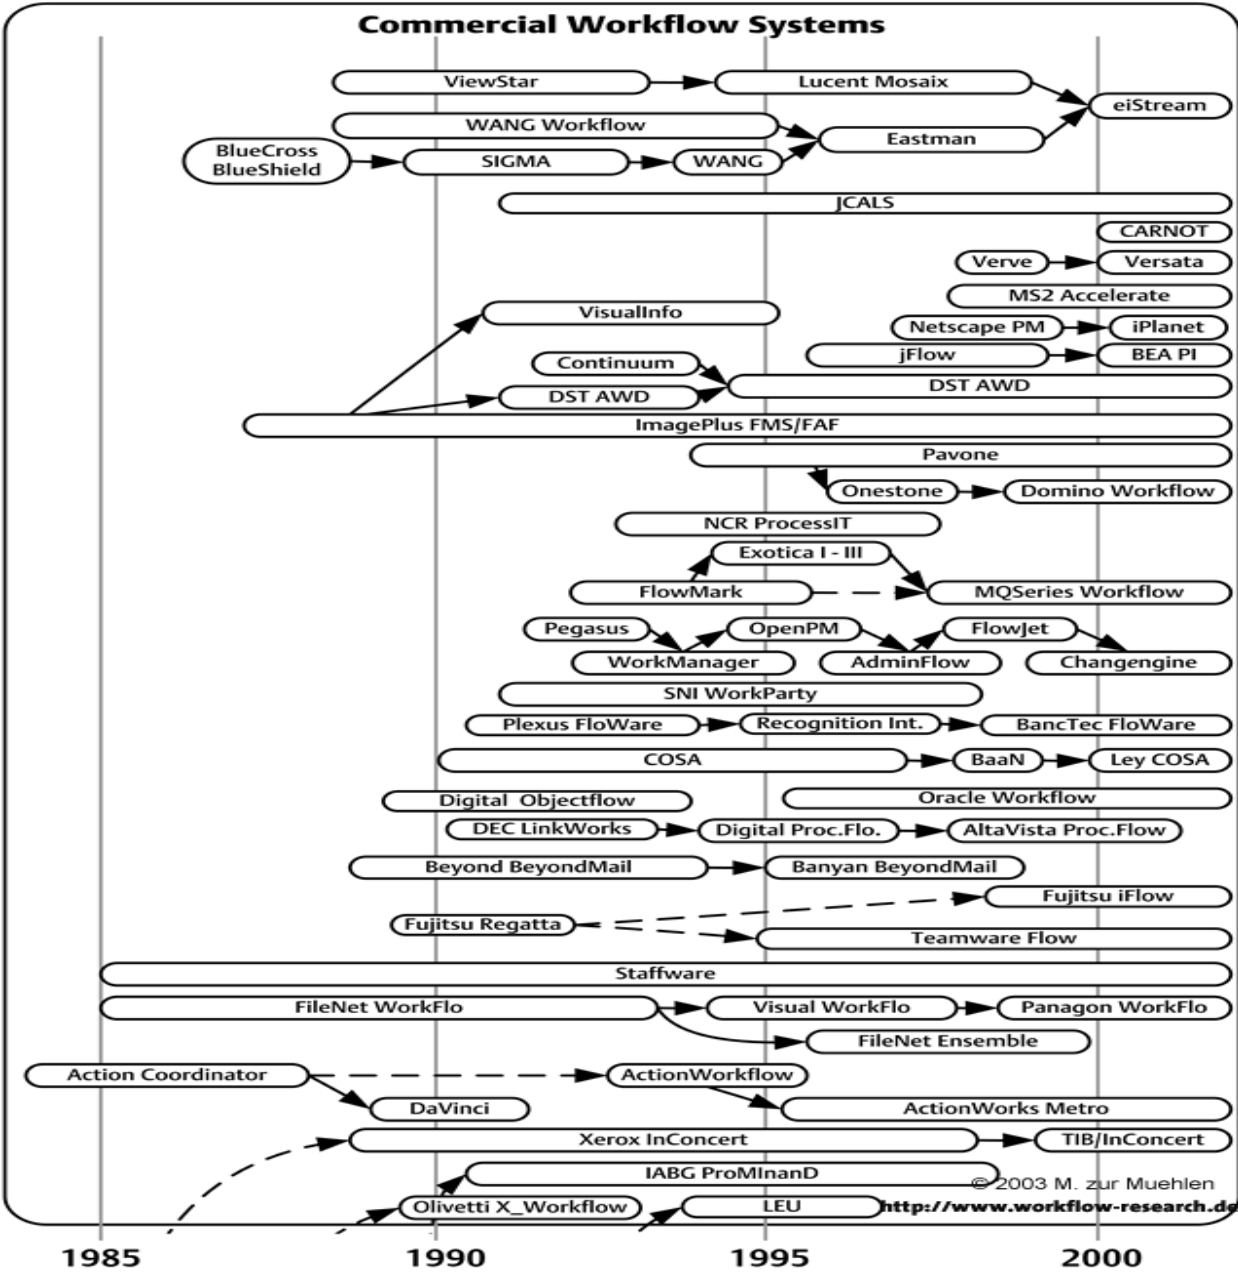 Commercial Workflow Systems
ViewStar
Lucent Mosaix
eiStream
WANG Workflow
Eastman
BlueCross
BlueShield
SIGMA
WANG
JCALS
CARNOT
Verve
Versata
MS2 Accelerate
VisualInfo
Netscape PM
iPlanet
jFlow
BEA PI
Continuum
DST AWD
DST AWD
ImagePlus FMS/FAF
Pavone
Onestone
Domino Workflow
NCR ProcessIT
Exotica I - III
FlowMark
MQSeries Workflow
Pegasus
OpenPM
FlowJet
WorkManager
AdminFlow
Changengine
SNI WorkParty
Plexus FloWare
Recognition Int.
BancTec FloWare
COSA
BaaN
Ley COSA
Digital Objectflow
Oracle Workflow
DEC LinkWorks
Digital Proc.Flo.
AltaVista Proc.Flow
Beyond BeyondMail
Banyan BeyondMail
Fujitsu iFlow
Fujitsu Regatta
Teamware Flow
Staffware
FileNet WorkFlo
Visual WorkFlo
Panagon WorkFlo
FileNet Ensemble
Action Coordinator
ActionWorkflow
DaVinci
ActionWorks Metro
Xerox InConcert
TIB/InConcert
IABG ProMInanD
© 2003 M. zur Muehlen
Olivetti X_Workflow
LEU
http://www.workflow-research.de
1985
1990
1995
2000